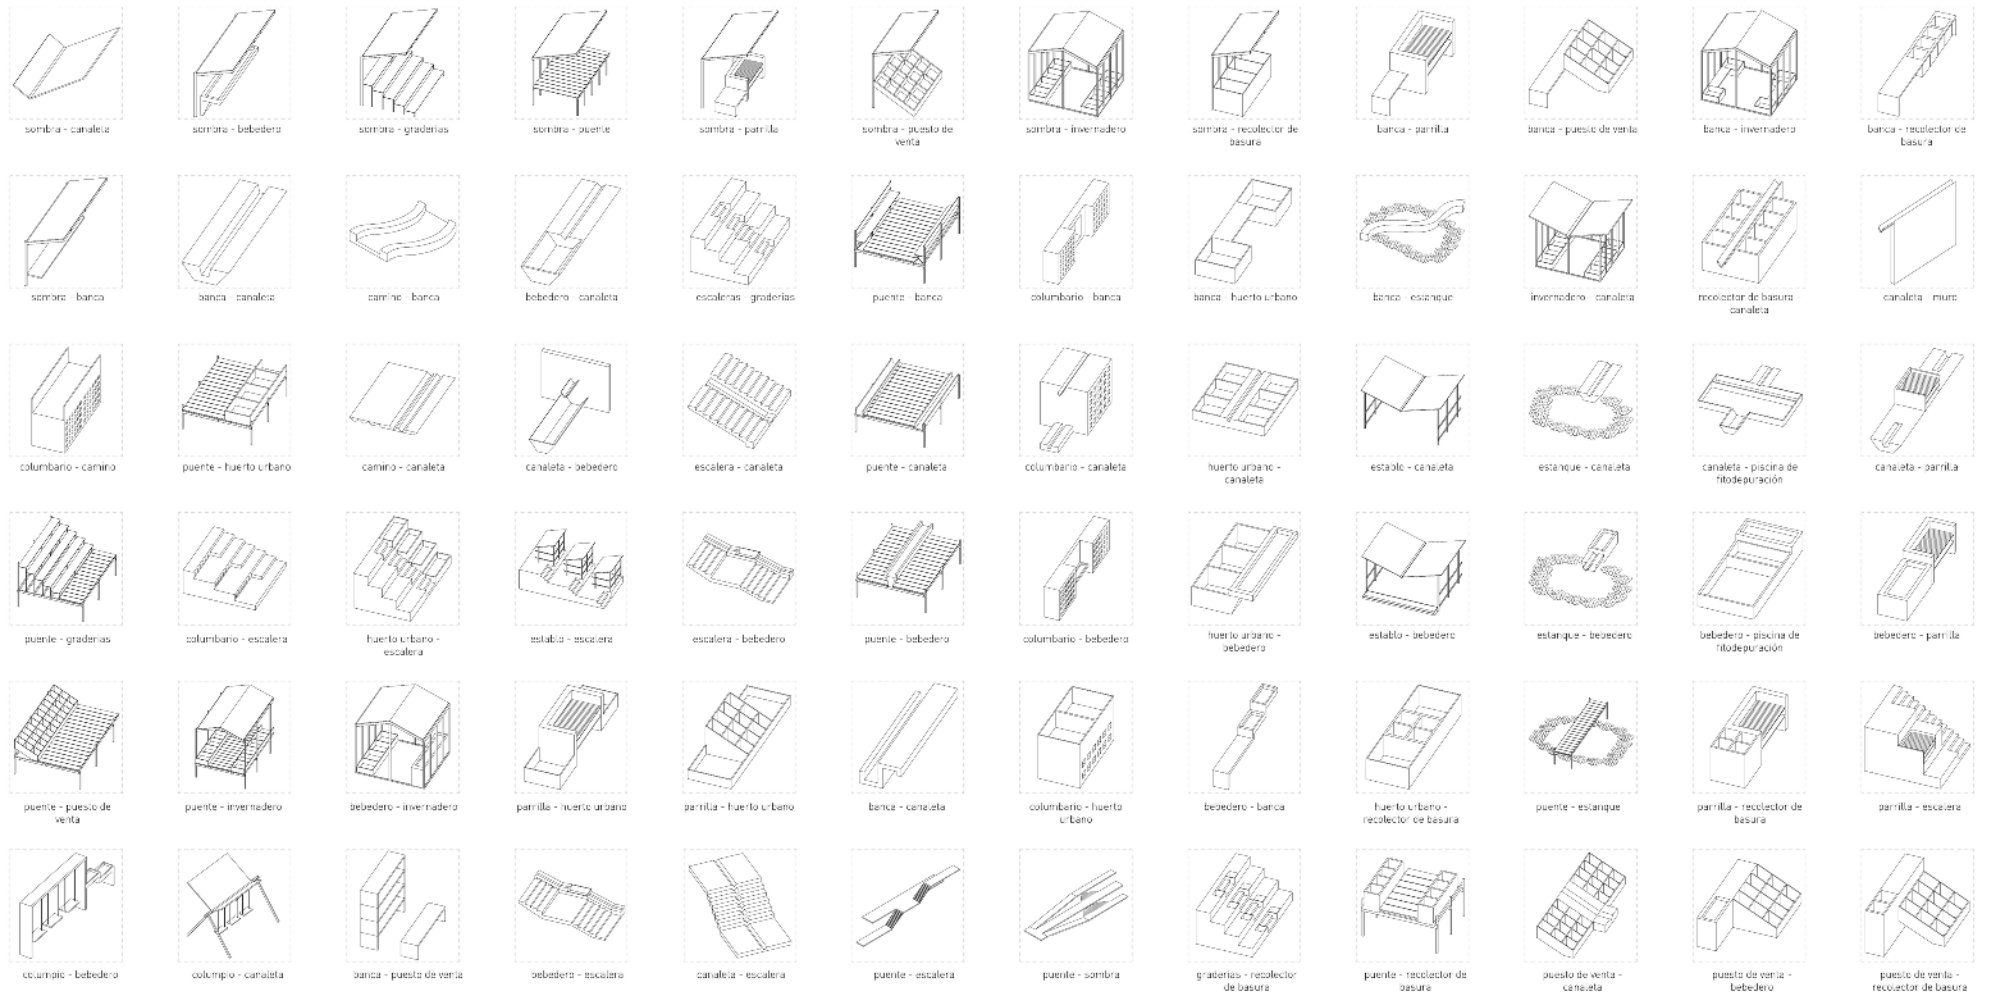 sombra - canaleta
sombra - bebedero
sombra - graderías
sombra - puente
sombra - parrilla
sombra - puesto de
venta
sombra - invernadero
sombra - recolector de
basura
banca - parrilla
banca - puesto de venta
banca - invernadero
banca - recolector de
basura
sombra - banca
banca - canaleta
camino - banca
bebedero - canaleta
escaleras - graderias
puente - banca
columbario - banca
banca - huerto urbano
banca - estanque
invernadero - canaleta
recolector de basura -
canaleta
canaleta - muro
columbario - camino
puente - huerto urbano
camino - canaleta
canaleta - bebedero
escalera - canaleta
puente - canaleta
columbario - canaleta
huerto urbano -
canaleta
establo - canaleta
estanque - canaleta
canaleta - piscina de
fitodepuración
canaleta - parrilla
puente - graderias
columbario - escalera
huerto urbano -
escalera
establo - escalera
escalera - bebedero
puente - bebedero
columbario - bebedero
huerto urbano -
bebedero
establo - bebedero
estanque - bebedero
bebedero - piscina de
fitodepuración
bebedero - parrilla
puente - puesto de
venta
puente - invernadero
bebedero - invernadero
parrilla - huerto urbano
parrilla - huerto urbano
banca - canaleta
columbario - huerto
urbano
bebedero - banca
huerto urbano -
recolector de basura
puente - estanque
parrilla - recolector de
basura
parrilla - escalera
columpio - bebedero
columpio - canaleta
banca - puesto de venta
bebedero - escalera
canaleta - escalera
puente - escalera
puente - sombra
graderias - recolector
de basura
puente - recolector de
basura
puesto de venta -
canaleta
puesto de venta -
bebedero
puesto de venta -
recolector de basura